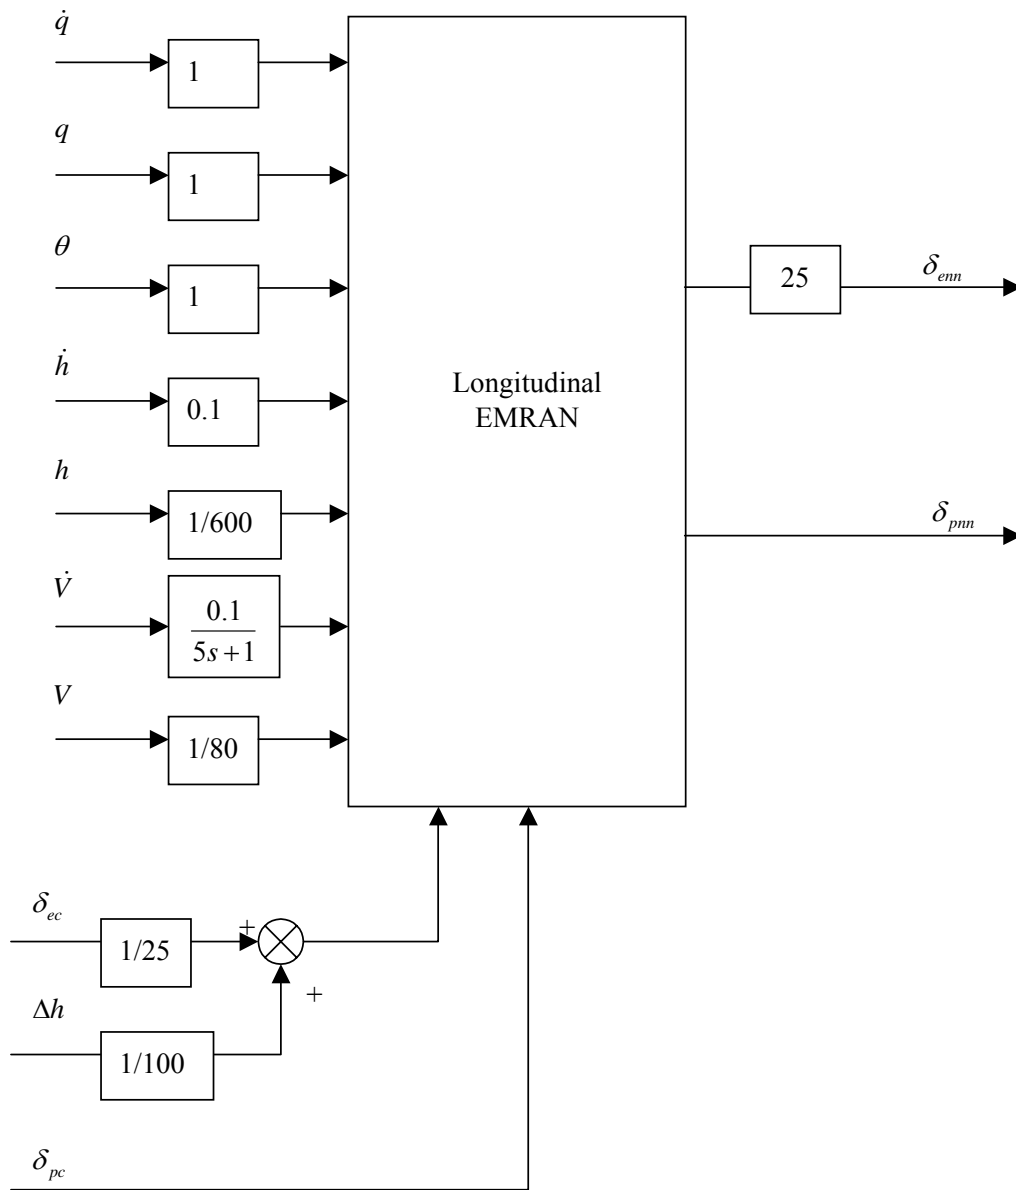 q̇
1
q
1
θ
1
25
δenn
ḣ
0.1
Longitudinal
EMRAN
h
1/600
δpnn
V̇
0.1
5s+1
V
1/80
δec
1/25
+
+
Δh
1/100
δpc